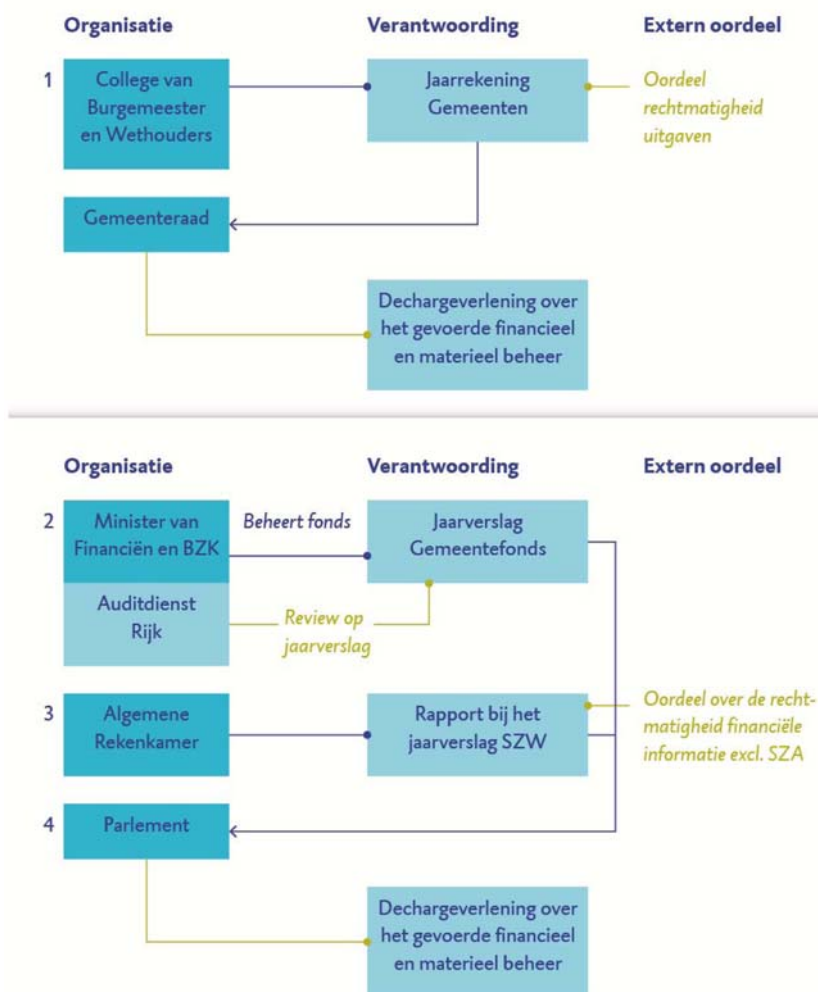 Organisatie
Verantwoording
Extern oordeel
1
College van
Burgemeester
en Wethouders
Jaarrekening
Gemeenten
Oordeel
rechtmatigheid
uitgaven
Gemeenteraad
Dechargeverlening over
het gevoerde financieel
en materieel beheer
Organisatie
Verantwoording
Extern oordeel
2
Minister van
Financiën en BZK
Beheert fonds
Jaarverslag
Gemeentefonds
Auditdienst
Rijk
Review op
jaarverslag
3
Algemene
Rekenkamer
Rapport bij het
jaarverslag SZW
Oordeel over de recht-
matigheid financiële
informatie excl. SZA
4
Parlement
Dechargeverlening over
het gevoerde financieel
en materieel beheer